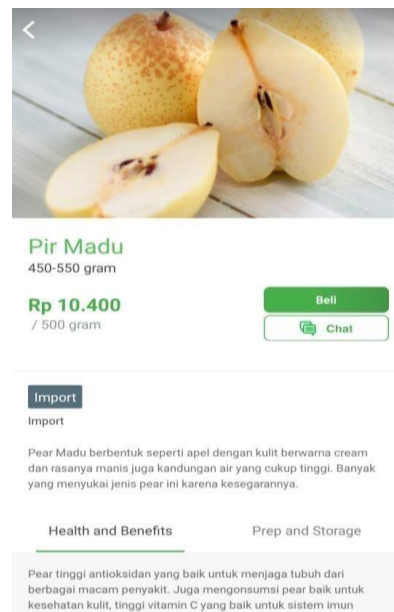 Pir Madu
450-550 gram
Rp 10.400
/ 500 gram
Beli
Chat
Import
Import
Pear Madu berbentuk seperti apel dengan kulit berwarna cream
dan rasanya manis juga kandungan air yang cukup tinggi. Banyak
yang menyukai jenis pear ini karena kesegarannya.
Health and Benefits
Prep and Storage
Pear tinggi antioksidan yang baik untuk menjaga tubuh dari
berbagai macam penyakit. Juga mengonsumsi pear baik untuk
kesehatan kulit, tinggi vitamin C yang baik untuk sistem imun